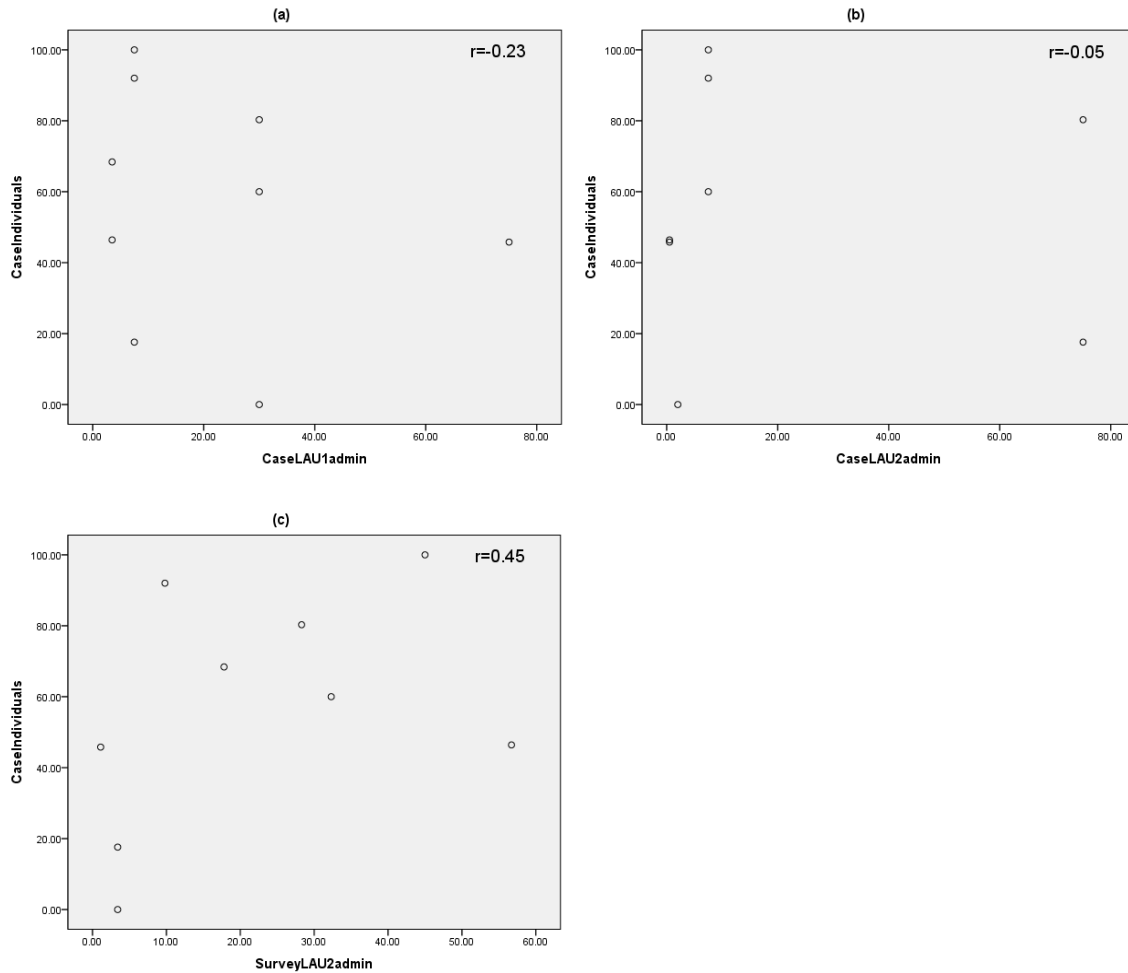 (a)
r=-0.23
CaseIndividuals
100.00
80.00
60.00
40.00
20.00
0.00
0.00 20.00 40.00 60.00 80.00
CaseLAU1admin
(b)
r=-0.05
CaseIndividuals
100.00
80.00
60.00
40.00
20.00
0.00
0.00 20.00 40.00 60.00 80.00
CaseLAU2admin
(c)
r=0.45
CaseIndividuals
100.00
80.00
60.00
40.00
20.00
0.00
0.00 10.00 20.00 30.00 40.00 50.00 60.00
SurveyLAU2admin